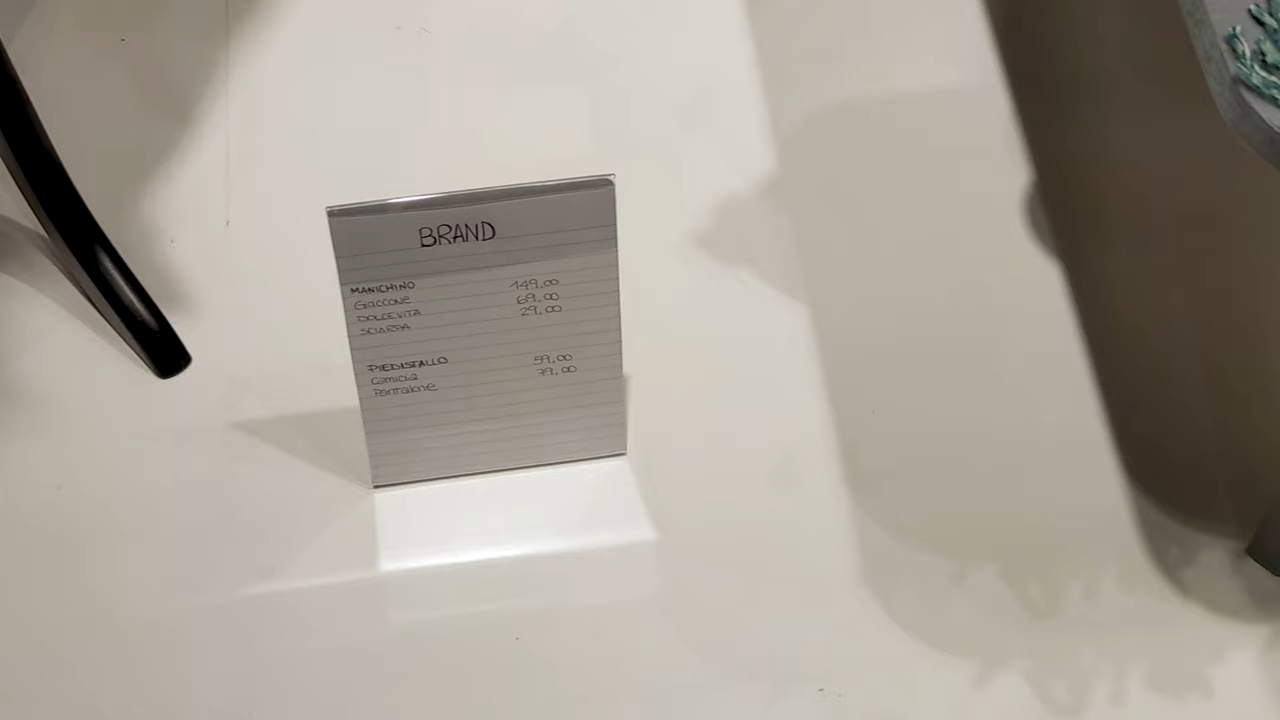 BRAND
MANICHINO
Giaccone 149,00
DOLCEVITA 69,00
SCIARPA 29,00
PIEDISTALLO
Camicia 59,00
Pantalone 79,00